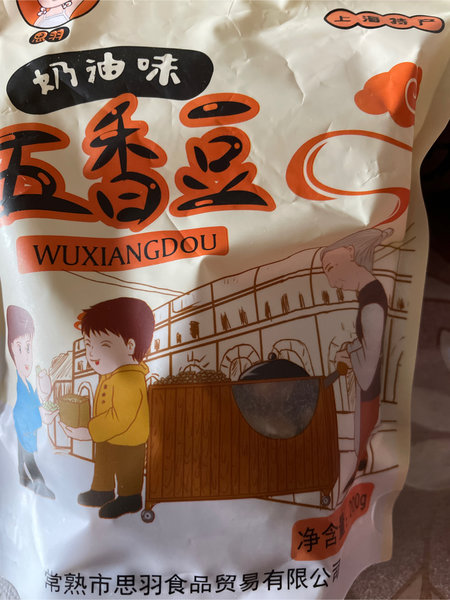 思羽
上海特产
奶油味
五香豆
WUXIANGDOU
净含量:200g
常熟市思羽食品贸易有限公司